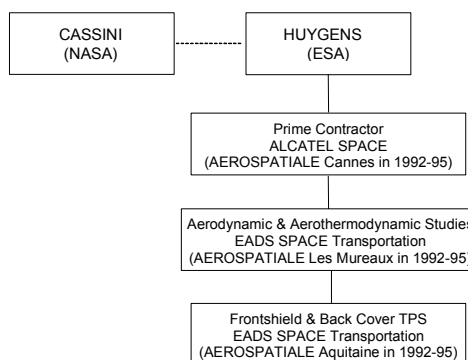 CASSINI
(NASA)
HUYGENS
(ESA)
Prime Contractor
ALCATEL SPACE
(AEROSPATIALE Cannes in 1992-95)
Aerodynamic & Aerothermodynamic Studies
EADS SPACE Transportation
(AEROSPATIALE Les Mureaux in 1992-95)
Frontshield & Back Cover TPS
EADS SPACE Transportation
(AEROSPATIALE Aquitaine in 1992-95)